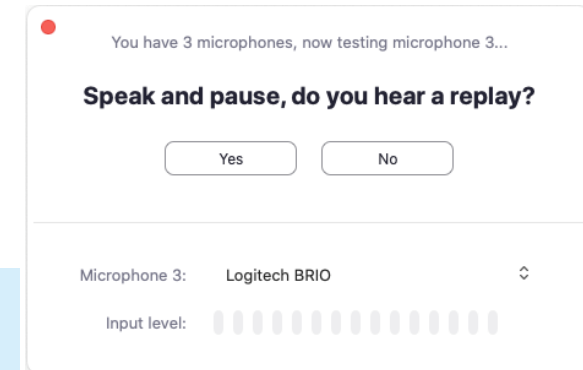 You have 3 microphones, now testing microphone 3...
Speak and pause, do you hear a replay?
Yes No
Microphone 3: Logitech BRIO
Input level: